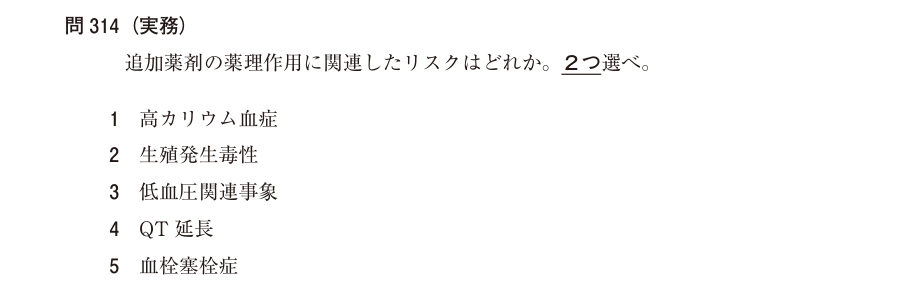 問 314（実務）
追加薬剤の薬理作用に関連したリスクはどれか。２つ選べ。
1 高カリウム血症
2 生殖発生毒性
3 低血圧関連事象
4 QT 延長
5 血栓塞栓症